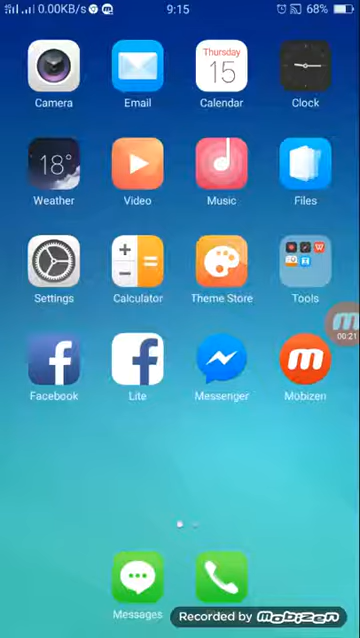 0.00KB/s 9:15 68%
Thursday
15
Camera Email Calendar Clock
18°
Weather Video Music Files
Settings Calculator Theme Store Tools
00:21
Facebook Lite Messenger Mobizen
Messages
Recorded by Mobizen